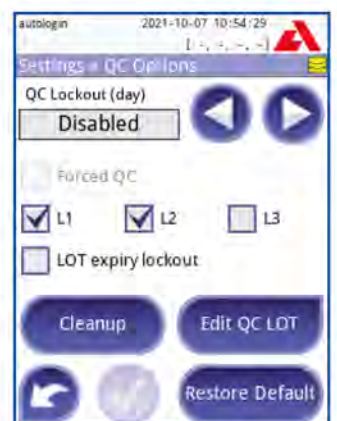 autologin 2021-10-07 10:54:29
[ -, -, -, -]
Settings » QC Options
QC Lockout (day)
Disabled
Forced QC
L1 L2 L3
LOT expiry lockout
Cleanup Edit QC LOT
Restore Default